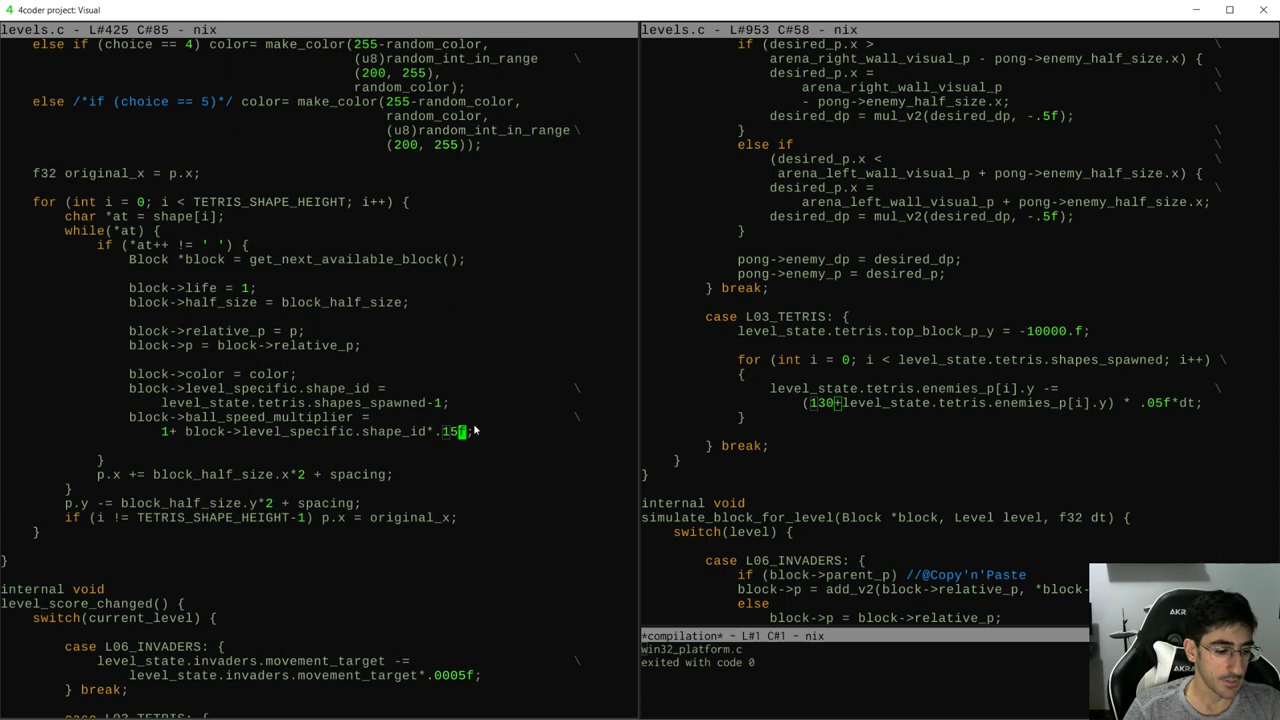 4 4coder project: Visual
levels.c - L#425 C#85 - nix
else if (choice == 4) color= make_color(255-random_color,
(u8)random_int_in_range \
(200, 255),
random_color);
else /*if (choice == 5)*/ color= make_color(255-random_color,
random_color,
(u8)random_int_in_range \
(200, 255));
f32 original_x = p.x;
for (int i = 0; i < TETRIS_SHAPE_HEIGHT; i++) {
char *at = shape[i];
while(*at) {
if (*at++ != ' ') {
Block *block = get_next_available_block();
block->life = 1;
block->half_size = block_half_size;
block->relative_p = p;
block->p = block->relative_p;
block->color = color;
block->level_specific.shape_id = \
level_state.tetris.shapes_spawned-1;
block->ball_speed_multiplier = \
1+ block->level_specific.shape_id*.15f;
}
p.x += block_half_size.x*2 + spacing;
}
p.y -= block_half_size.y*2 + spacing;
if (i != TETRIS_SHAPE_HEIGHT-1) p.x = original_x;
}
}
internal void
level_score_changed() {
switch(current_level) {
case L06_INVADERS: {
level_state.invaders.movement_target -= \
level_state.invaders.movement_target*.0005f;
} break;
case L03_TETRIS: {
levels.c - L#953 C#58 - nix
if (desired_p.x > \
arena_right_wall_visual_p - pong->enemy_half_size.x) {
desired_p.x = \
arena_right_wall_visual_p \
- pong->enemy_half_size.x;
desired_dp = mul_v2(desired_dp, -.5f);
}
else if \
(desired_p.x < \
arena_left_wall_visual_p + pong->enemy_half_size.x) {
desired_p.x = \
arena_left_wall_visual_p + pong->enemy_half_size.x;
desired_dp = mul_v2(desired_dp, -.5f);
}
pong->enemy_dp = desired_dp;
pong->enemy_p = desired_p;
} break;
case L03_TETRIS: {
level_state.tetris.top_block_p_y = -10000.f;
for (int i = 0; i < level_state.tetris.shapes_spawned; i++) \
{
level_state.tetris.enemies_p[i].y -= \
(130+level_state.tetris.enemies_p[i].y) * .05f*dt;
}
} break;
}
}
internal void
simulate_block_for_level(Block *block, Level level, f32 dt) {
switch(level) {
case L06_INVADERS: {
if (block->parent_p) //@Copy'n'Paste
block->p = add_v2(block->relative_p, *block-
else
block->p = block->relative_p;
*compilation* - L#1 C#1 - nix
win32_platform.c
exited with code 0